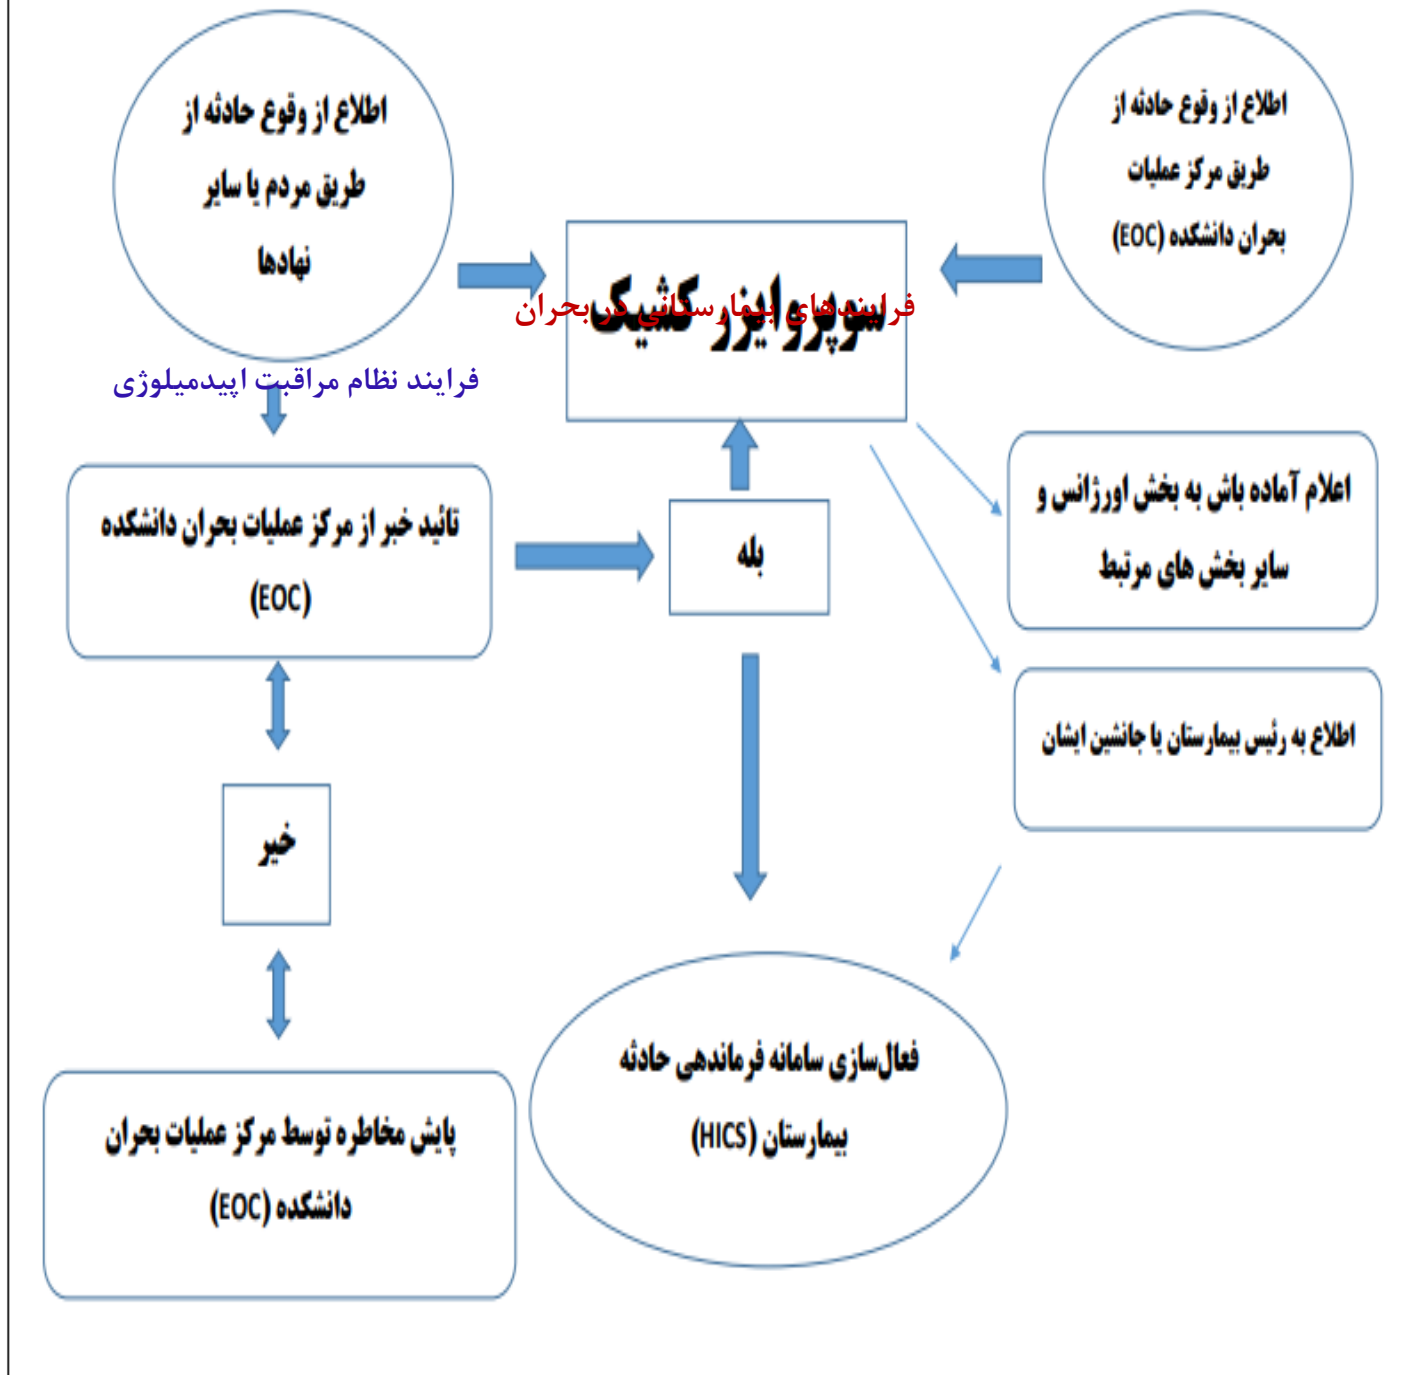 اطلاع از وقوع حادثه از
طریق مرکز عملیات
بحران دانشکده (EOC)
اطلاع از وقوع حادثه از
طریق مردم یا سایر
نهادها
سوپروایزر کشیک
فرایندهای بیمارستانی در بحران
فرایند نظام مراقبت اپیدمیلوژی
اعلام آماده باش به بخش اورژانس و
سایر بخش های مرتبط
بله
تائید خبر از مرکز عملیات بحران دانشکده
(EOC)
اطلاع به رئیس بیمارستان یا جانشین ایشان
خیر
فعال‌سازی سامانه فرماندهی حادثه
بیمارستان (HICS)
پایش مخاطره توسط مرکز عملیات بحران
دانشکده (EOC)